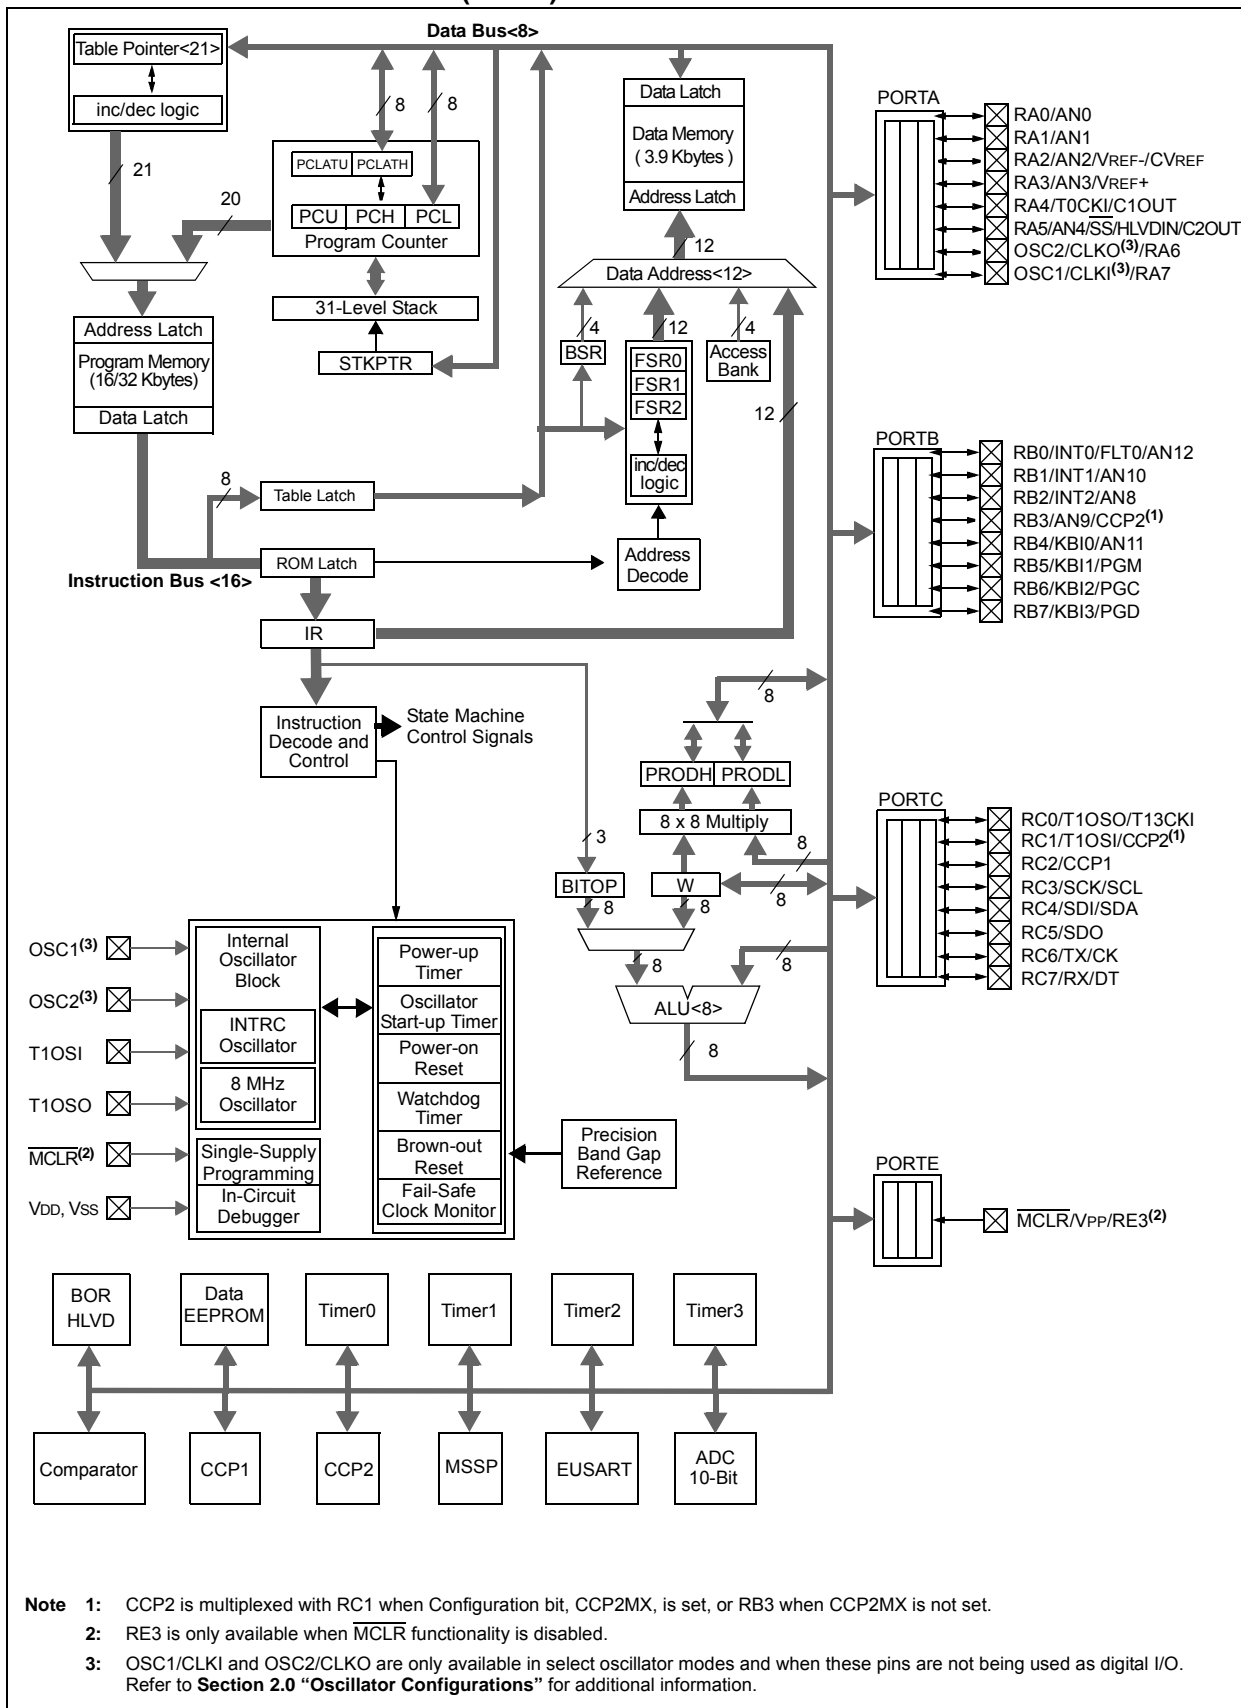 Data Bus<8>
Table Pointer<21>
inc/dec logic
21
20
8
8
PCLATU PCLATH
PCU PCH PCL
Program Counter
31-Level Stack
STKPTR
Data Latch
Data Memory
( 3.9 Kbytes )
Address Latch
12
Data Address<12>
4
12
4
BSR
FSR0
FSR1
FSR2
inc/dec
logic
Access
Bank
12
Address
Decode
Address Latch
Program Memory
(16/32 Kbytes)
Data Latch
8
Table Latch
ROM Latch
Instruction Bus <16>
IR
Instruction
Decode and
Control
State Machine
Control Signals
8
PRODH PRODL
8 x 8 Multiply
3
8
BITOP
W
8
8
8
8
8
ALU<8>
8
PORTA
RA0/AN0
RA1/AN1
RA2/AN2/VREF-/CVREF
RA3/AN3/VREF+
RA4/T0CKI/C1OUT
RA5/AN4/SS/HLVDIN/C2OUT
OSC2/CLKO(3)/RA6
OSC1/CLKI(3)/RA7
PORTB
RB0/INT0/FLT0/AN12
RB1/INT1/AN10
RB2/INT2/AN8
RB3/AN9/CCP2(1)
RB4/KBI0/AN11
RB5/KBI1/PGM
RB6/KBI2/PGC
RB7/KBI3/PGD
PORTC
RC0/T1OSO/T13CKI
RC1/T1OSI/CCP2(1)
RC2/CCP1
RC3/SCK/SCL
RC4/SDI/SDA
RC5/SDO
RC6/TX/CK
RC7/RX/DT
PORTE
MCLR/VPP/RE3(2)
OSC1(3)
OSC2(3)
T1OSI
T1OSO
MCLR(2)
VDD, VSS
Internal
Oscillator
Block
INTRC
Oscillator
8 MHz
Oscillator
Single-Supply
Programming
In-Circuit
Debugger
Power-up
Timer
Oscillator
Start-up Timer
Power-on
Reset
Watchdog
Timer
Brown-out
Reset
Fail-Safe
Clock Monitor
Precision
Band Gap
Reference
BOR
HLVD
Data
EEPROM
Timer0
Timer1
Timer2
Timer3
Comparator
CCP1
CCP2
MSSP
EUSART
ADC
10-Bit
Note 1: CCP2 is multiplexed with RC1 when Configuration bit, CCP2MX, is set, or RB3 when CCP2MX is not set.
2: RE3 is only available when MCLR functionality is disabled.
3: OSC1/CLKI and OSC2/CLKO are only available in select oscillator modes and when these pins are not being used as digital I/O.
Refer to Section 2.0 “Oscillator Configurations” for additional information.